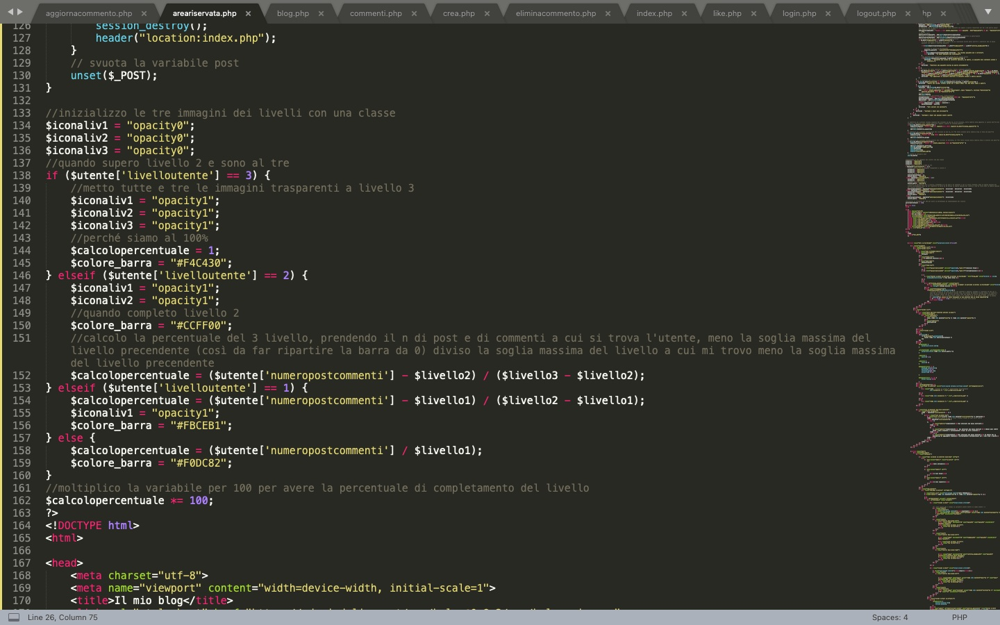 aggiornacommento.php × areariservata.php × blog.php × commenti.php × crea.php × eliminacommento.php × index.php × like.php × login.php × logout.php × hp ×
126 session_destroy();
127 header("location:index.php");
128 }
129 // svuota la variabile post
130 unset($_POST);
131 }
132
133 //inizializzo le tre immagini dei livelli con una classe
134 $iconaliv1 = "opacity0";
135 $iconaliv2 = "opacity0";
136 $iconaliv3 = "opacity0";
137 //quando supero livello 2 e sono al tre
138 if ($utente['livelloutente'] == 3) {
139 //metto tutte e tre le immagini trasparenti a livello 3
140 $iconaliv1 = "opacity1";
141 $iconaliv2 = "opacity1";
142 $iconaliv3 = "opacity1";
143 //perché siamo al 100%
144 $calcolopercentuale = 1;
145 $colore_barra = "#F4C430";
146 } elseif ($utente['livelloutente'] == 2) {
147 $iconaliv1 = "opacity1";
148 $iconaliv2 = "opacity1";
149 //quando completo livello 2
150 $colore_barra = "#CCFF00";
151 //calcolo la percentuale del 3 livello, prendendo il n di post e di commenti a cui si trova l'utente, meno la soglia massima del
livello precendente (così da far ripartire la barra da 0) diviso la soglia massima del livello a cui mi trovo meno la soglia massima
del livello precendente
152 $calcolopercentuale = ($utente['numeropostcommenti'] - $livello2) / ($livello3 - $livello2);
153 } elseif ($utente['livelloutente'] == 1) {
154 $calcolopercentuale = ($utente['numeropostcommenti'] - $livello1) / ($livello2 - $livello1);
155 $iconaliv1 = "opacity1";
156 $colore_barra = "#FBCEB1";
157 } else {
158 $calcolopercentuale = ($utente['numeropostcommenti'] / $livello1);
159 $colore_barra = "#F0DC82";
160 }
161 //moltiplico la variabile per 100 per avere la percentuale di completamento del livello
162 $calcolopercentuale *= 100;
163 ?>
164 <!DOCTYPE html>
165 <html>
166
167 <head>
168 <meta charset="utf-8">
169 <meta name="viewport" content="width=device-width, initial-scale=1">
170 <title>Il mio blog</title>
Line 26, Column 75
Spaces: 4
PHP